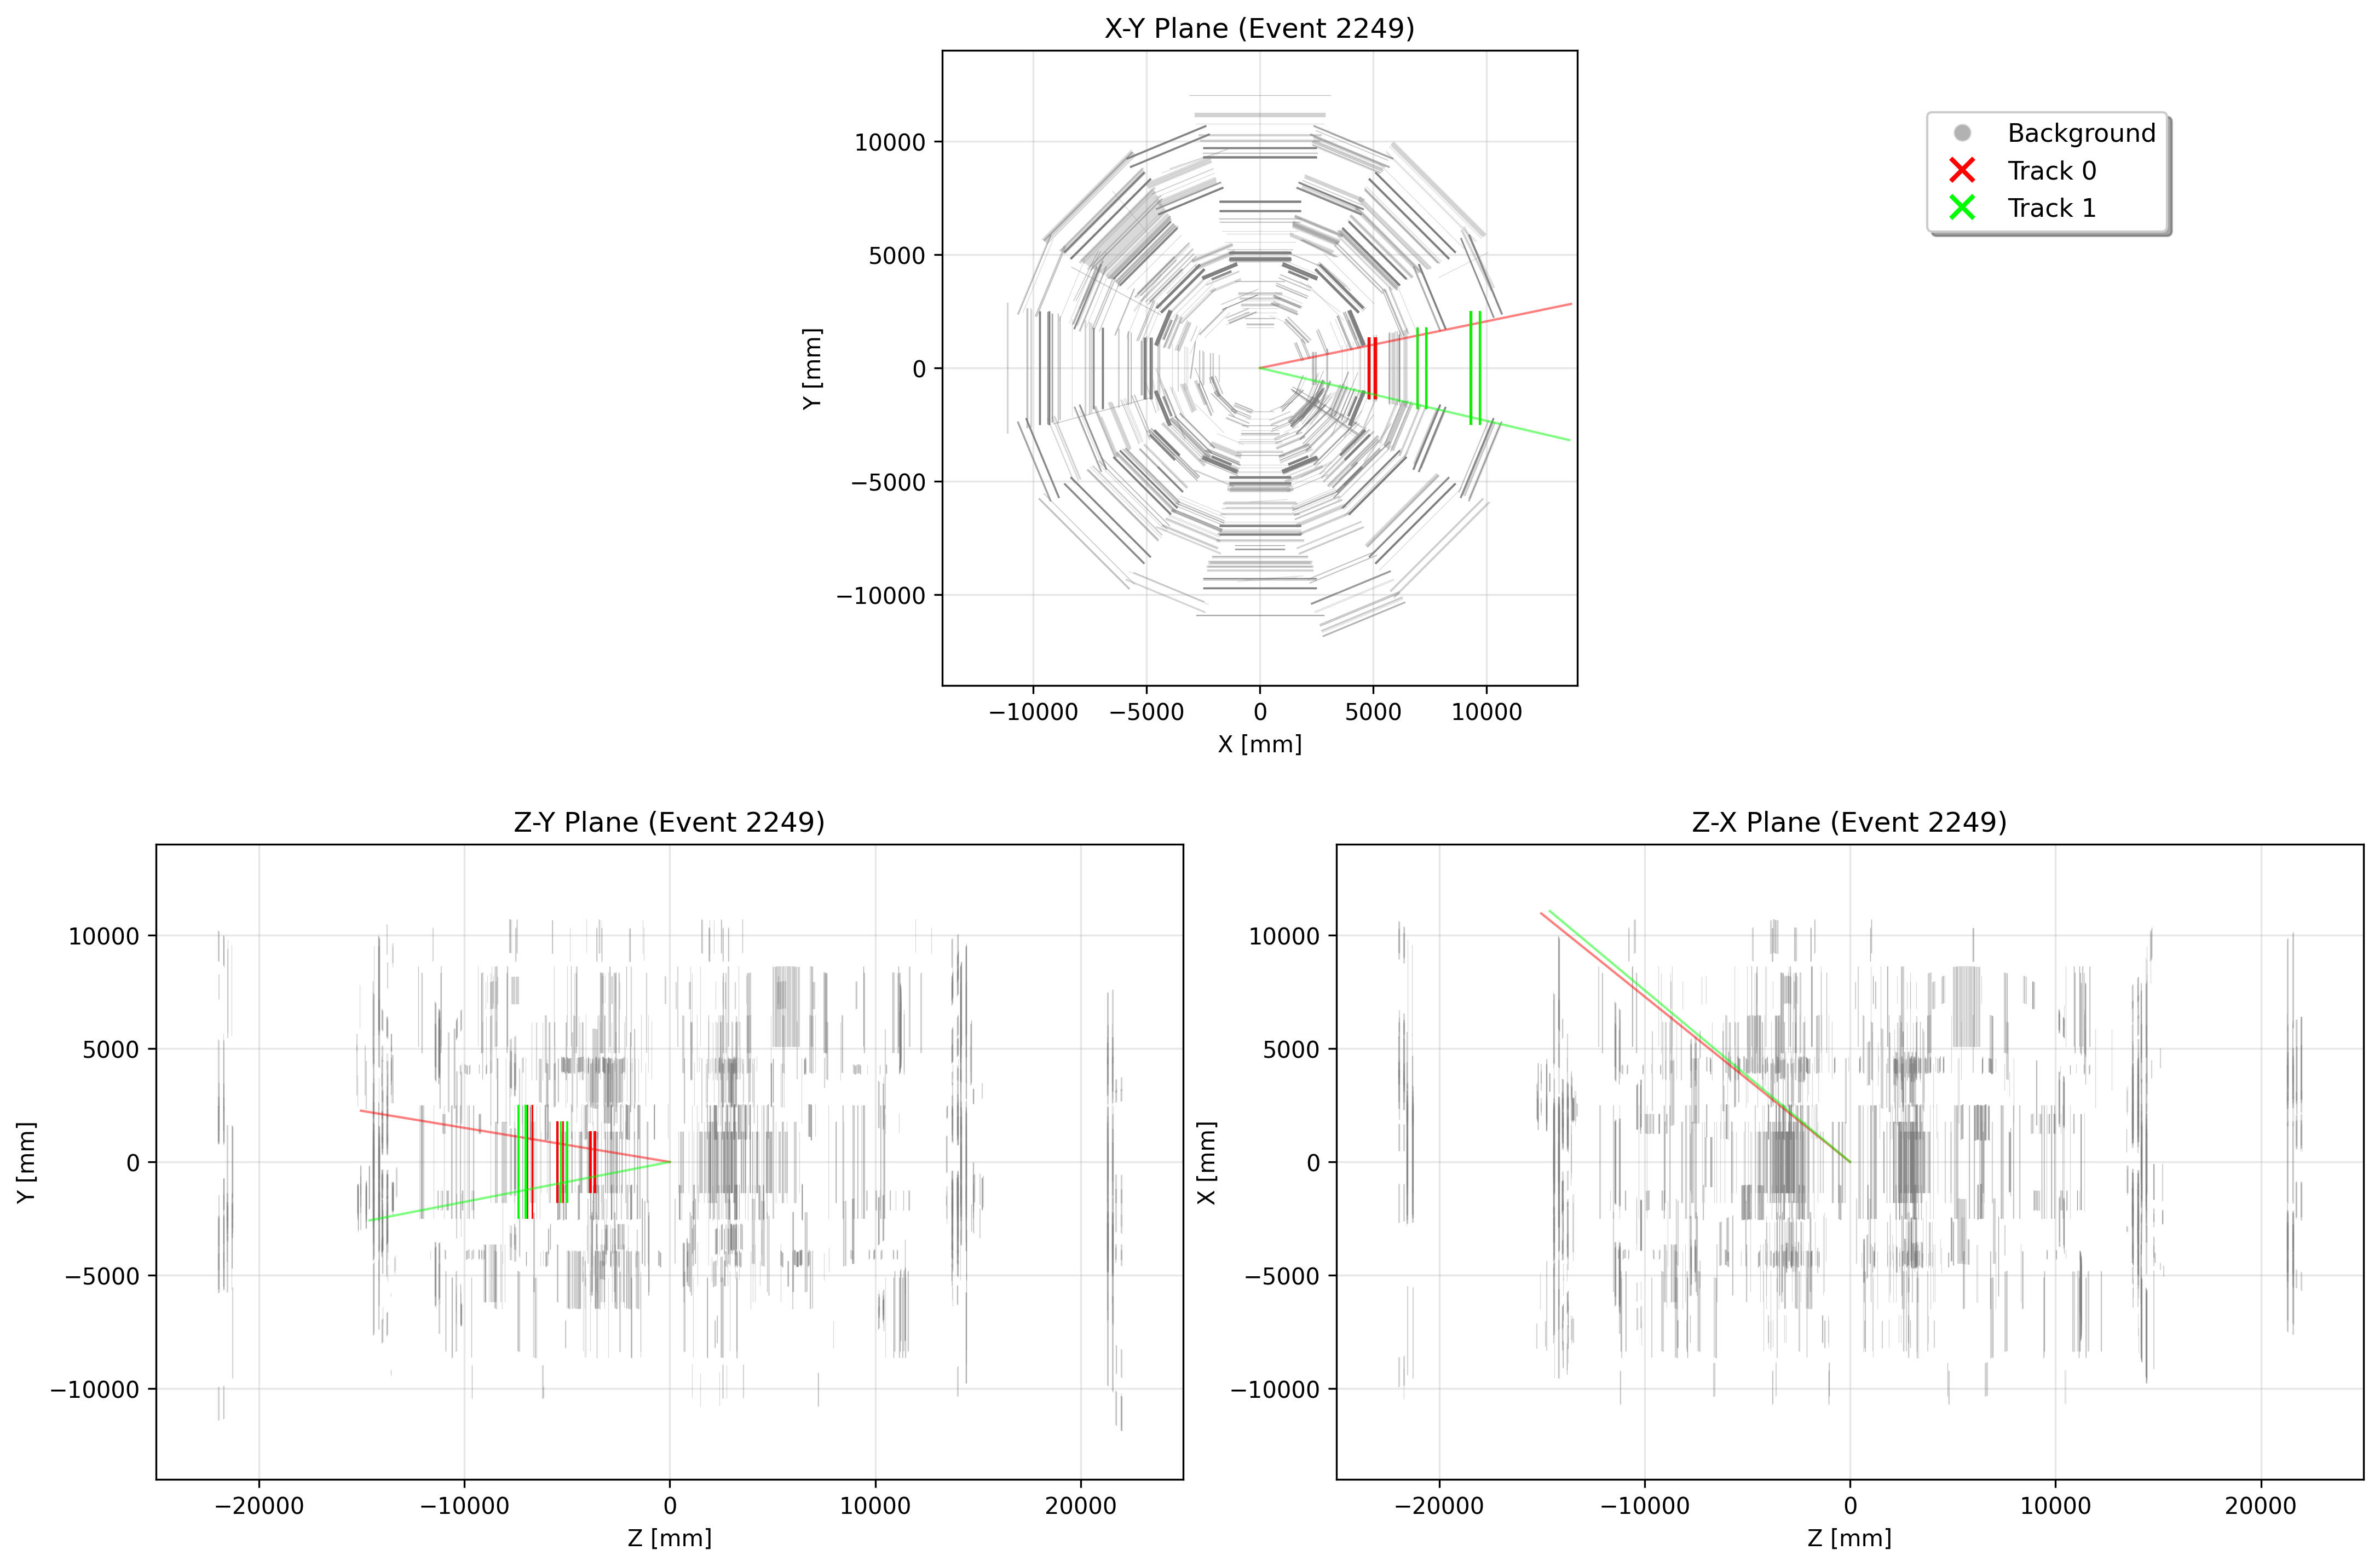 X-Y Plane (Event 2249)
10000
5000
0
−5000
−10000
Y [mm]
−10000 −5000 0 5000 10000
X [mm]
Background
Track 0
Track 1
Z-Y Plane (Event 2249)
10000
5000
0
−5000
−10000
Y [mm]
−20000 −10000 0 10000 20000
Z [mm]
Z-X Plane (Event 2249)
10000
5000
0
−5000
−10000
X [mm]
−20000 −10000 0 10000 20000
Z [mm]